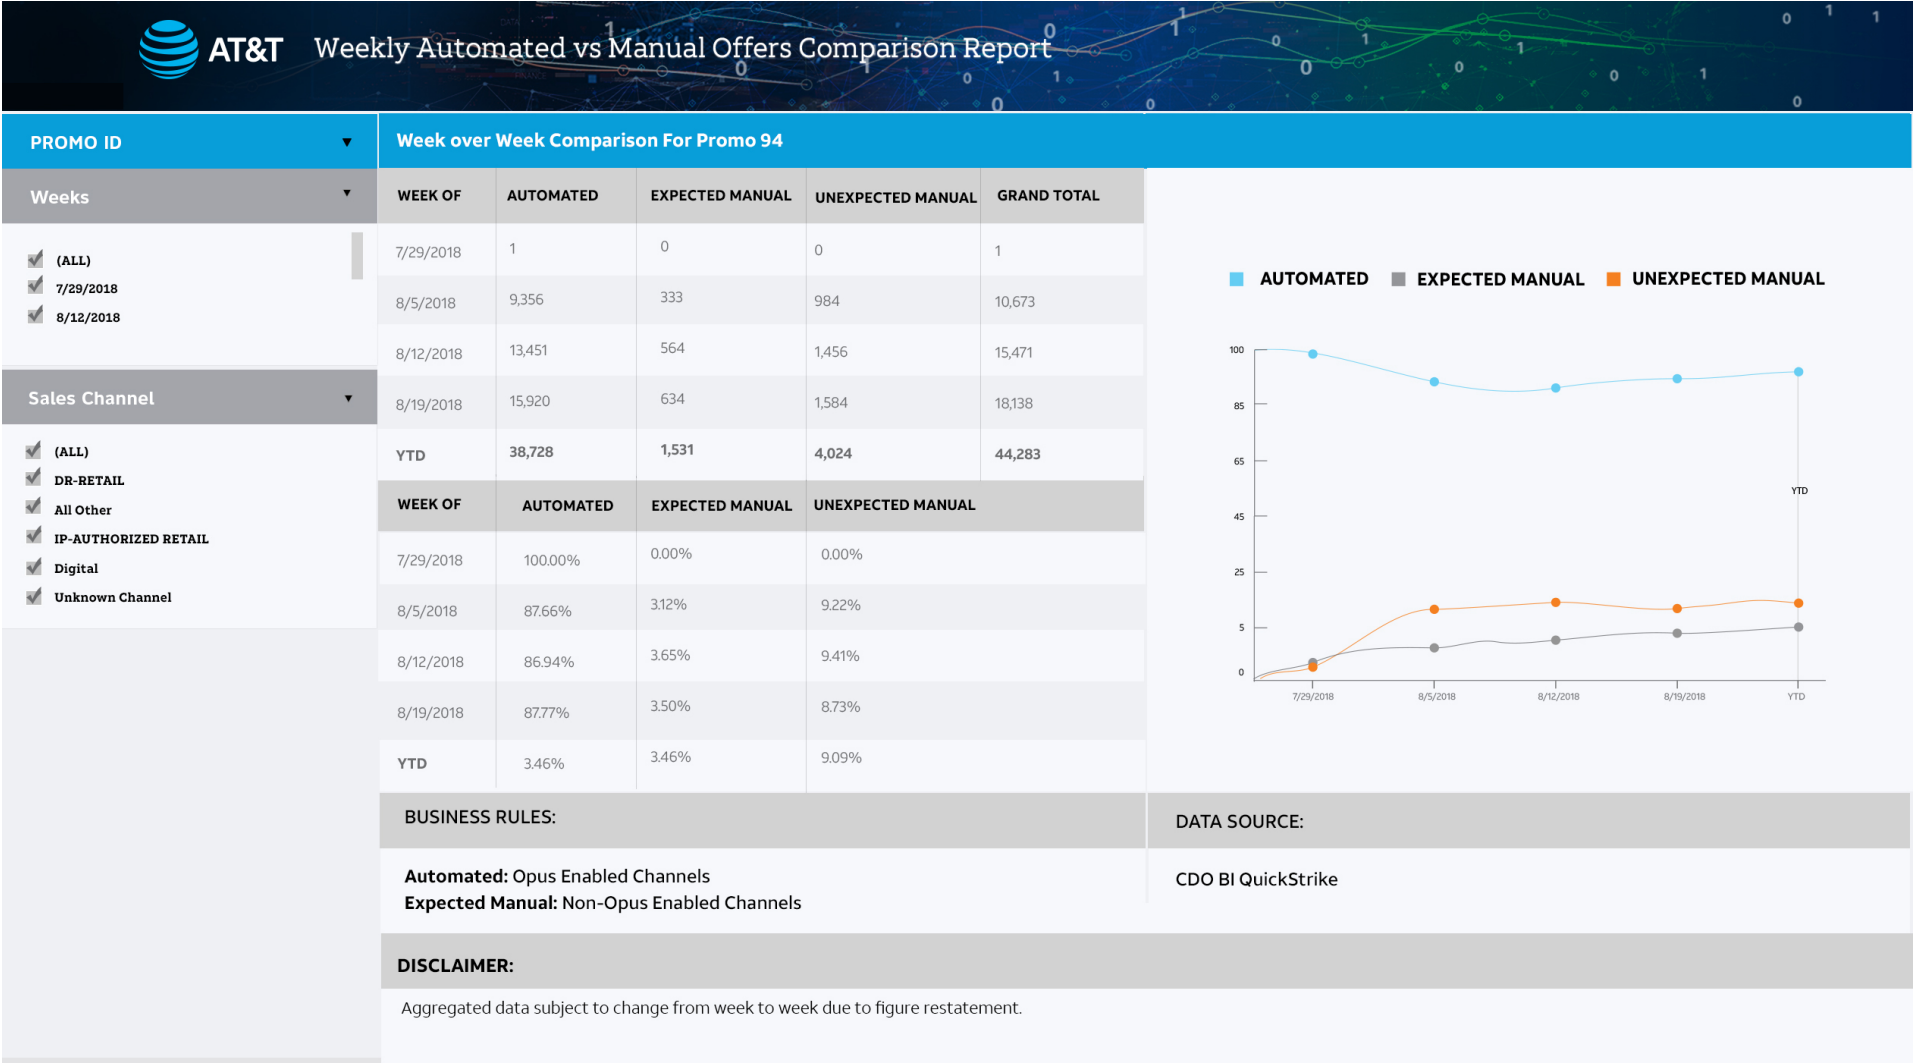 AT&T Weekly Automated vs Manual Offers Comparison Report
PROMO ID
Weeks
(ALL)
7/29/2018
8/12/2018
Sales Channel
(ALL)
DR-RETAIL
All Other
IP-AUTHORIZED RETAIL
Digital
Unknown Channel
Week over Week Comparison For Promo 94
WEEK OF AUTOMATED EXPECTED MANUAL UNEXPECTED MANUAL GRAND TOTAL
7/29/2018 1 0 0 1
8/5/2018 9,356 333 984 10,673
8/12/2018 13,451 564 1,456 15,471
8/19/2018 15,920 634 1,584 18,138
YTD 38,728 1,531 4,024 44,283
WEEK OF AUTOMATED EXPECTED MANUAL UNEXPECTED MANUAL
7/29/2018 100.00% 0.00% 0.00%
8/5/2018 87.66% 3.12% 9.22%
8/12/2018 86.94% 3.65% 9.41%
8/19/2018 87.77% 3.50% 8.73%
YTD 3.46% 3.46% 9.09%
AUTOMATED EXPECTED MANUAL UNEXPECTED MANUAL
100
85
65
YTD
45
25
5
0
7/29/2018 8/5/2018 8/12/2018 8/19/2018 YTD
BUSINESS RULES:
Automated: Opus Enabled Channels
Expected Manual: Non-Opus Enabled Channels
DATA SOURCE:
CDO BI QuickStrike
DISCLAIMER:
Aggregated data subject to change from week to week due to figure restatement.